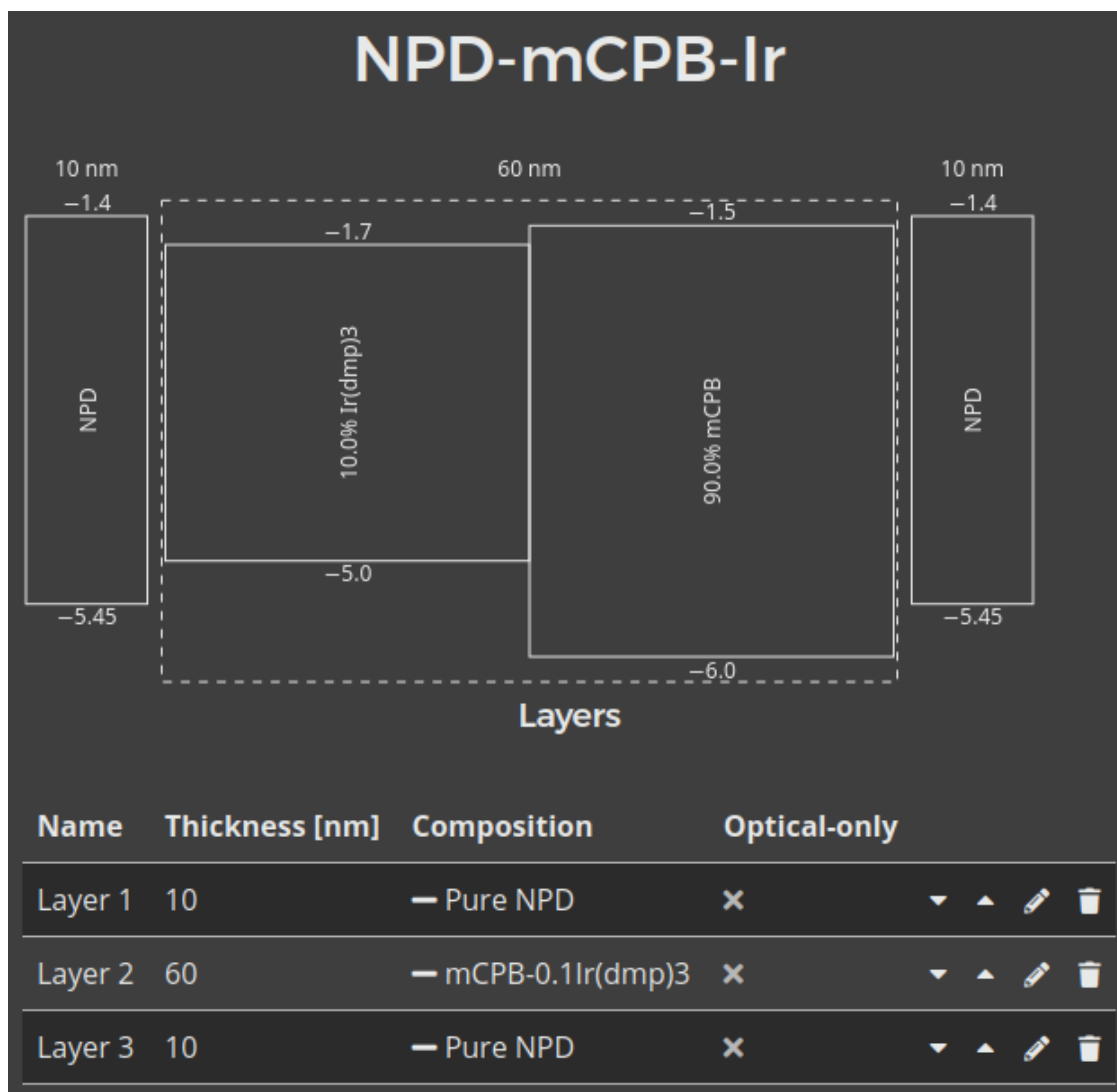 NPD-mCPB-Ir
10 nm 60 nm 10 nm
−1.4 −1.7 −1.5 −1.4
NPD 10.0% Ir(dmp)3 90.0% mCPB NPD
−5.45 −5.0 −6.0 −5.45
Layers
Name Thickness [nm] Composition Optical-only
Layer 1 10 Pure NPD
Layer 2 60 mCPB-0.1Ir(dmp)3
Layer 3 10 Pure NPD